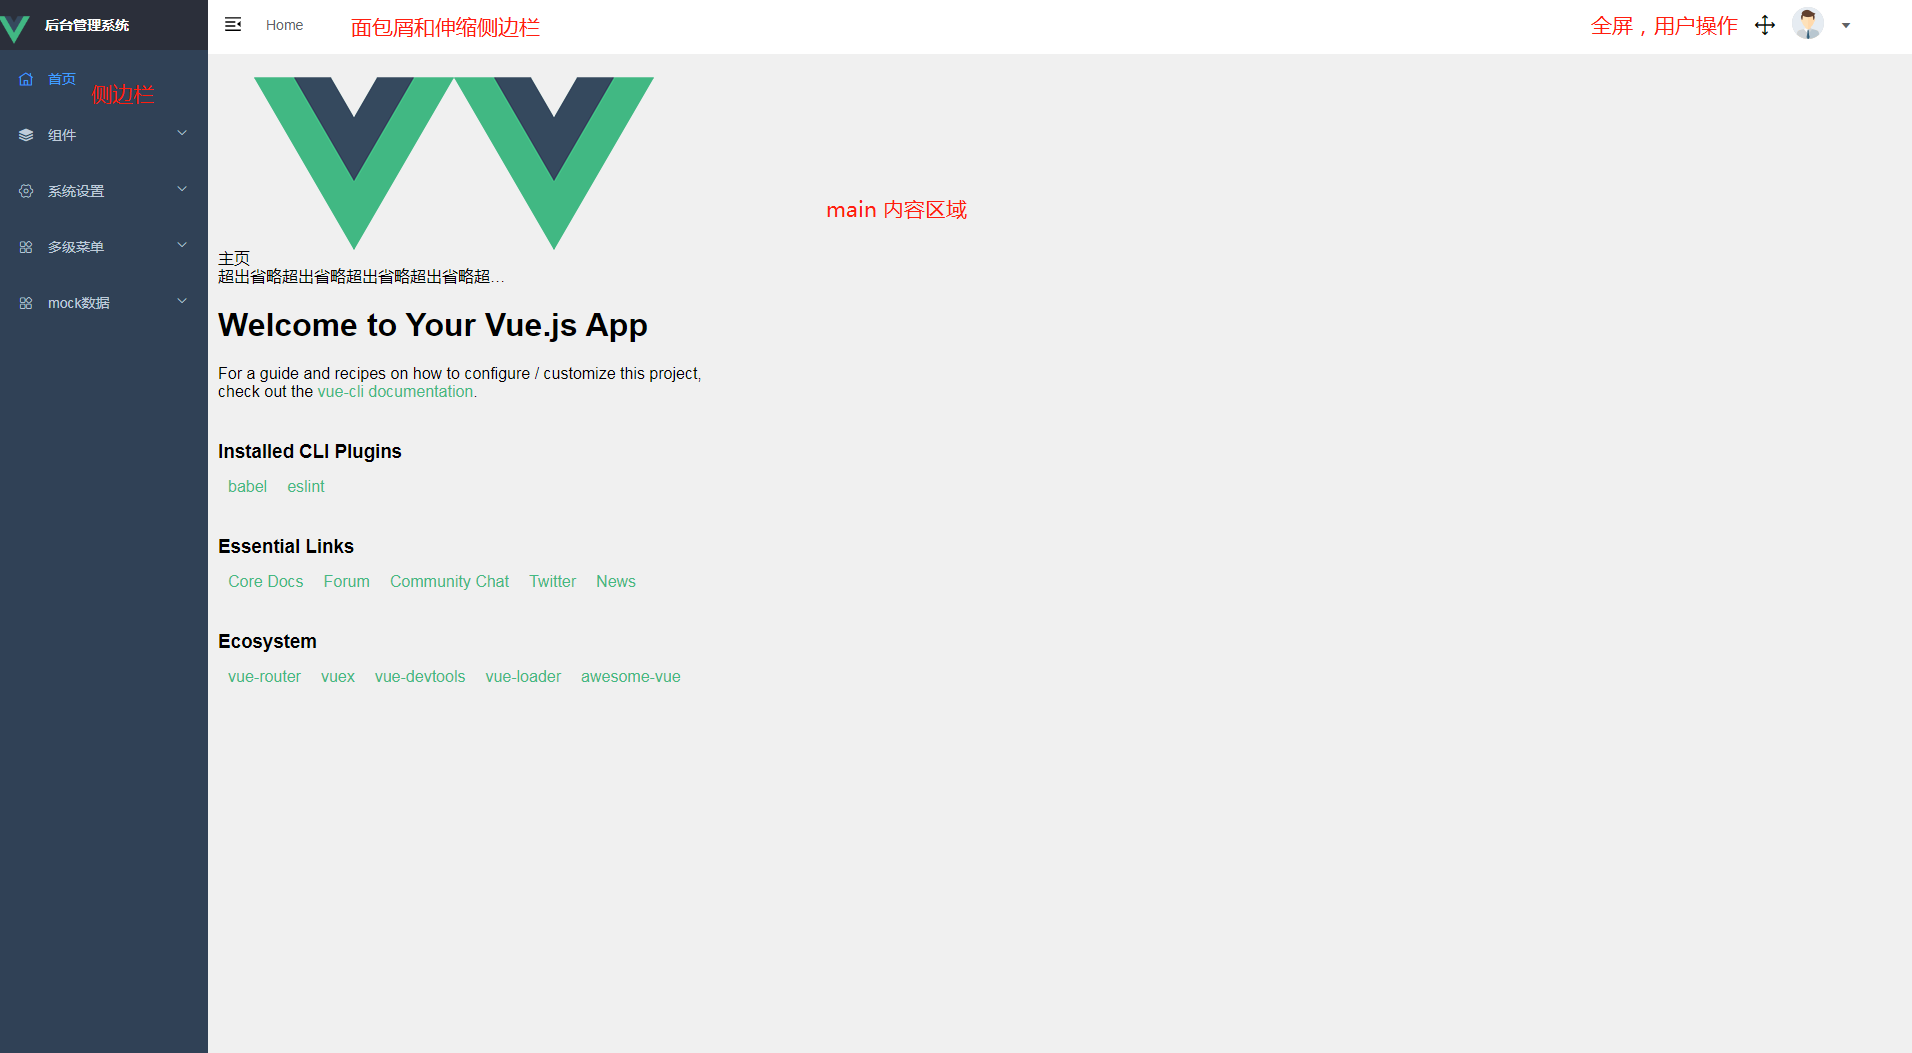 后台管理系统
Home
面包屑和伸缩侧边栏
全屏，用户操作
首页
侧边栏
组件
系统设置
多级菜单
mock数据
main 内容区域
主页
超出省略超出省略超出省略超出省略超...
Welcome to Your Vue.js App
For a guide and recipes on how to configure / customize this project,
check out the vue-cli documentation.
Installed CLI Plugins
babel eslint
Essential Links
Core Docs Forum Community Chat Twitter News
Ecosystem
vue-router vuex vue-devtools vue-loader awesome-vue